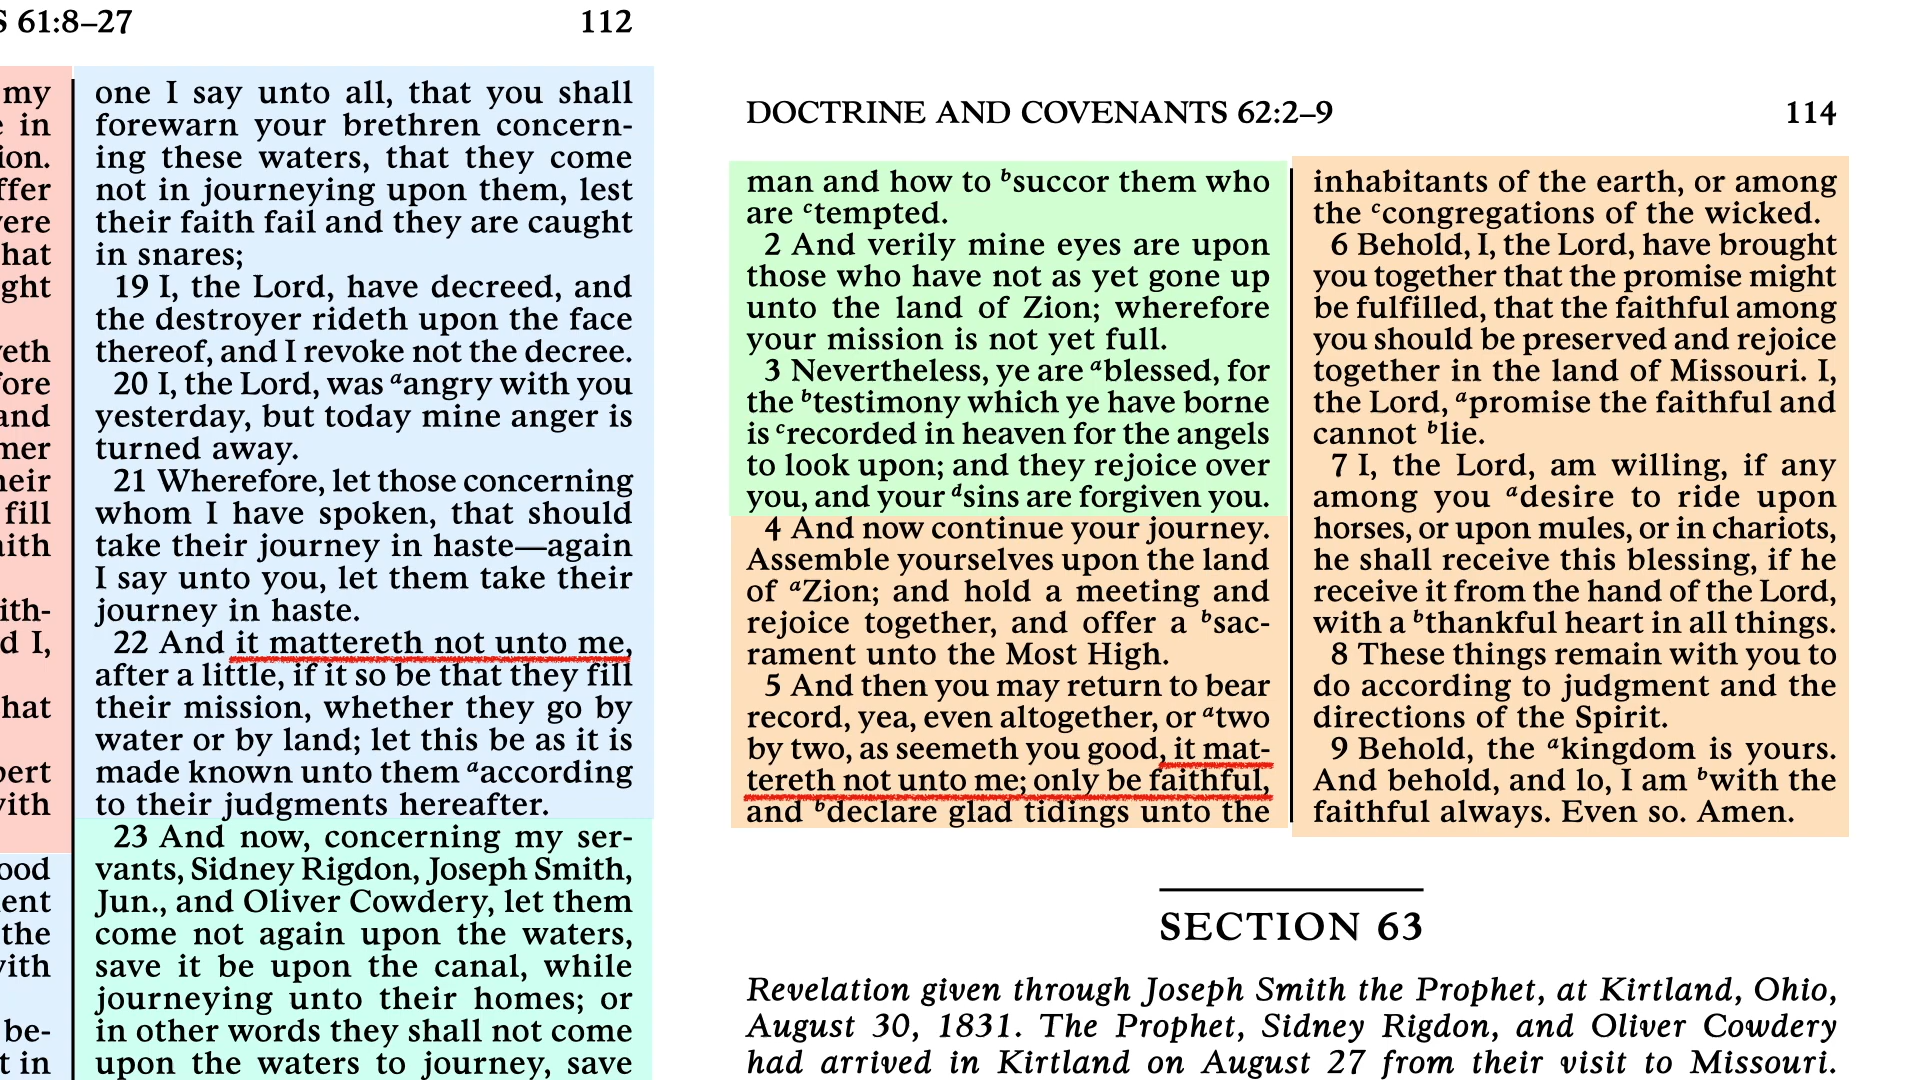 S 61:8–27 112
my
e in
ion.
ffer
vere
hat
ght
veth
fore
and
mer
heir
fill
aith
ith-
d I,
hat
pert
with
ood
ent
the
with
be-
t in
one I say unto all, that you shall
forewarn your brethren concern-
ing these waters, that they come
not in journeying upon them, lest
their faith fail and they are caught
in snares;
19 I, the Lord, have decreed, and
the destroyer rideth upon the face
thereof, and I revoke not the decree.
20 I, the Lord, was aangry with you
yesterday, but today mine anger is
turned away.
21 Wherefore, let those concerning
whom I have spoken, that should
take their journey in haste—again
I say unto you, let them take their
journey in haste.
22 And it mattereth not unto me,
after a little, if it so be that they fill
their mission, whether they go by
water or by land; let this be as it is
made known unto them aaccording
to their judgments hereafter.
23 And now, concerning my ser-
vants, Sidney Rigdon, Joseph Smith,
Jun., and Oliver Cowdery, let them
come not again upon the waters,
save it be upon the canal, while
journeying unto their homes; or
in other words they shall not come
upon the waters to journey, save
DOCTRINE AND COVENANTS 62:2–9 114
man and how to bsuccor them who
are ctempted.
2 And verily mine eyes are upon
those who have not as yet gone up
unto the land of Zion; wherefore
your mission is not yet full.
3 Nevertheless, ye are ablessed, for
the btestimony which ye have borne
is crecorded in heaven for the angels
to look upon; and they rejoice over
you, and your dsins are forgiven you.
4 And now continue your journey.
Assemble yourselves upon the land
of aZion; and hold a meeting and
rejoice together, and offer a bsac-
rament unto the Most High.
5 And then you may return to bear
record, yea, even altogether, or atwo
by two, as seemeth you good, it mat-
tereth not unto me; only be faithful,
and bdeclare glad tidings unto the
inhabitants of the earth, or among
the ccongregations of the wicked.
6 Behold, I, the Lord, have brought
you together that the promise might
be fulfilled, that the faithful among
you should be preserved and rejoice
together in the land of Missouri. I,
the Lord, apromise the faithful and
cannot blie.
7 I, the Lord, am willing, if any
among you adesire to ride upon
horses, or upon mules, or in chariots,
he shall receive this blessing, if he
receive it from the hand of the Lord,
with a bthankful heart in all things.
8 These things remain with you to
do according to judgment and the
directions of the Spirit.
9 Behold, the akingdom is yours.
And behold, and lo, I am bwith the
faithful always. Even so. Amen.
SECTION 63
Revelation given through Joseph Smith the Prophet, at Kirtland, Ohio,
August 30, 1831. The Prophet, Sidney Rigdon, and Oliver Cowdery
had arrived in Kirtland on August 27 from their visit to Missouri.